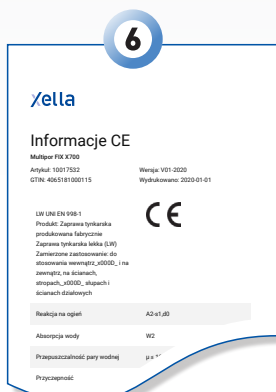 6
xella
Informacje CE
Multipor FiX X700
Artykuł: 10017532 Wersja: V01-2020
GTIN: 4065181000115 Wydrukowano: 2020-01-01
LW UNI EN 998-1
Produkt: Zaprawa tynkarska
produkowana fabrycznie
Zaprawa tynkarska lekka (LW)
Zamierzone zastosowanie: do
stosowania wewnątrz_x000D_ i na
zewnątrz, na ścianach,
stropach,_x000D_ słupach i
ścianach działowych
CE
Reakcja na ogień A2-s1,d0
Absorpcja wody W2
Przepuszczalność pary wodnej μ ≤
Przyczepność